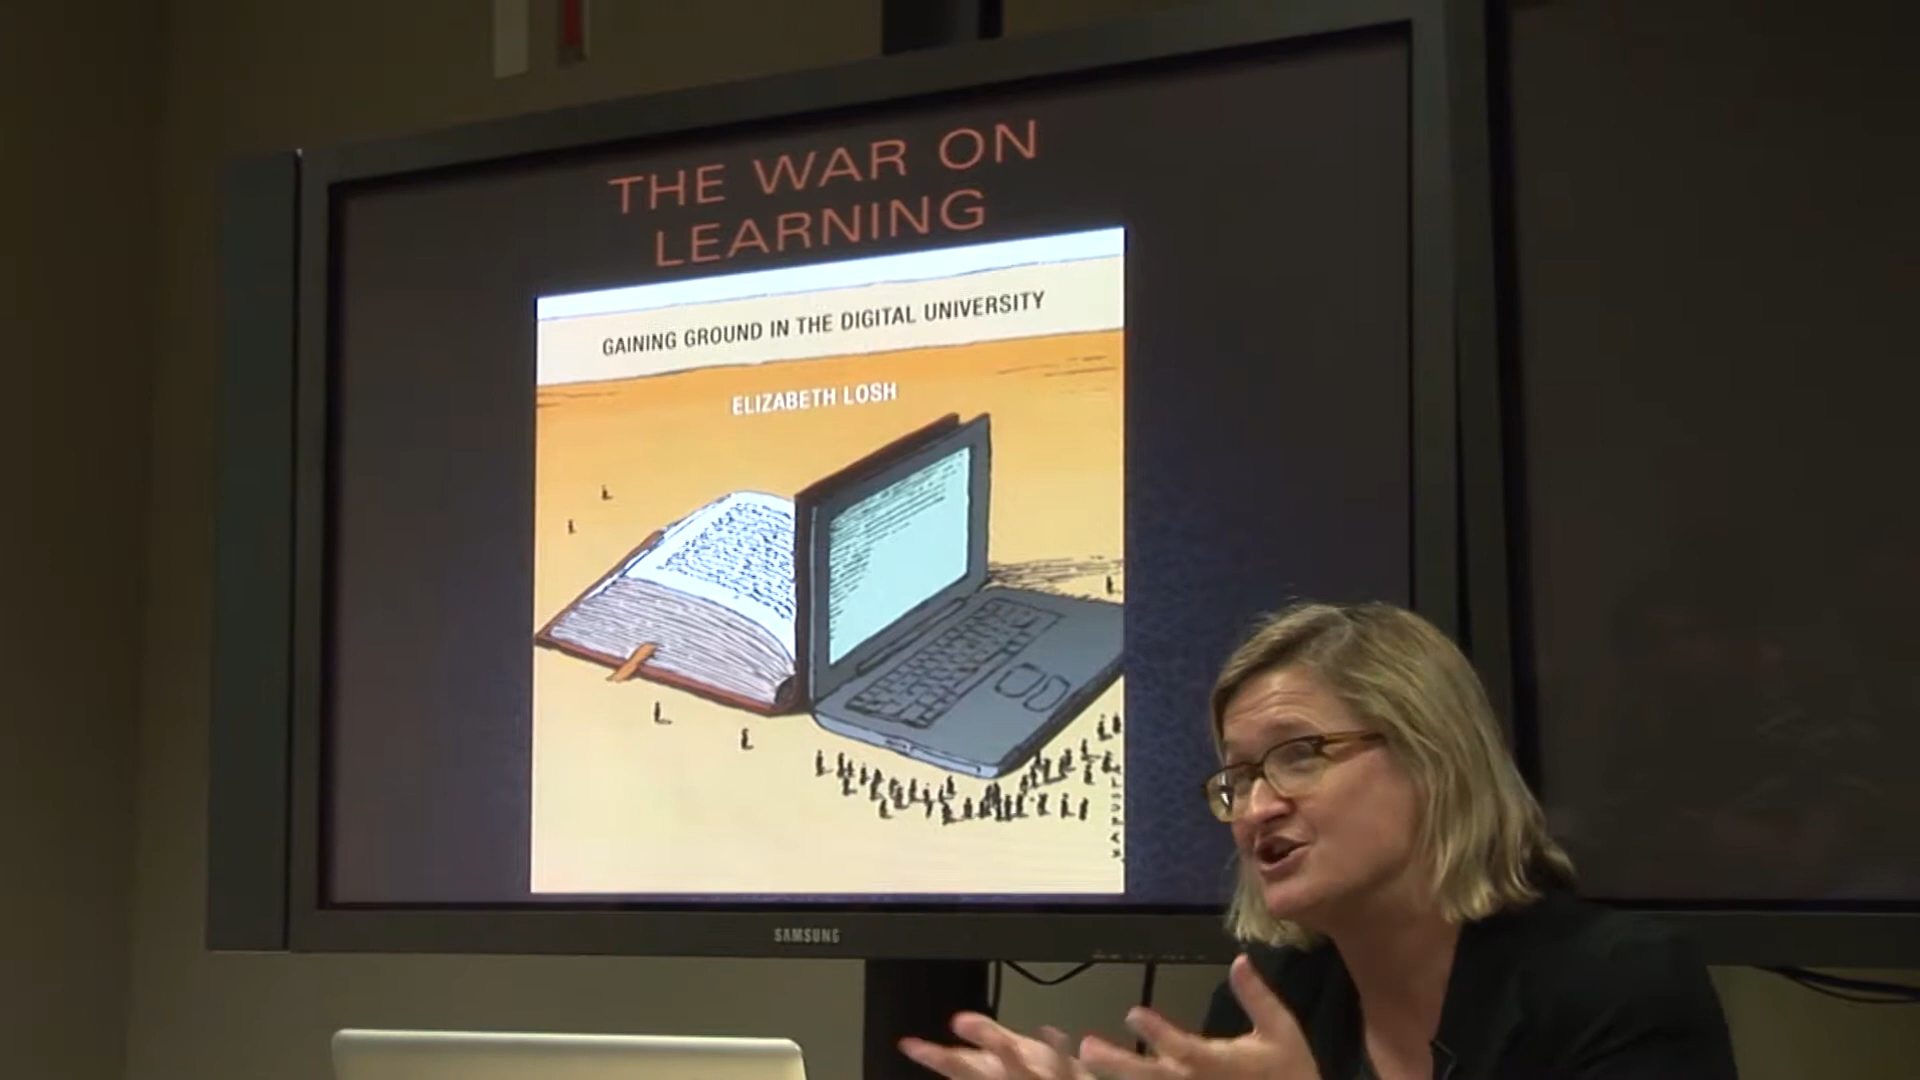 THE WAR ON
LEARNING
GAINING GROUND IN THE DIGITAL UNIVERSITY
ELIZABETH LOSH
SAMSUNG